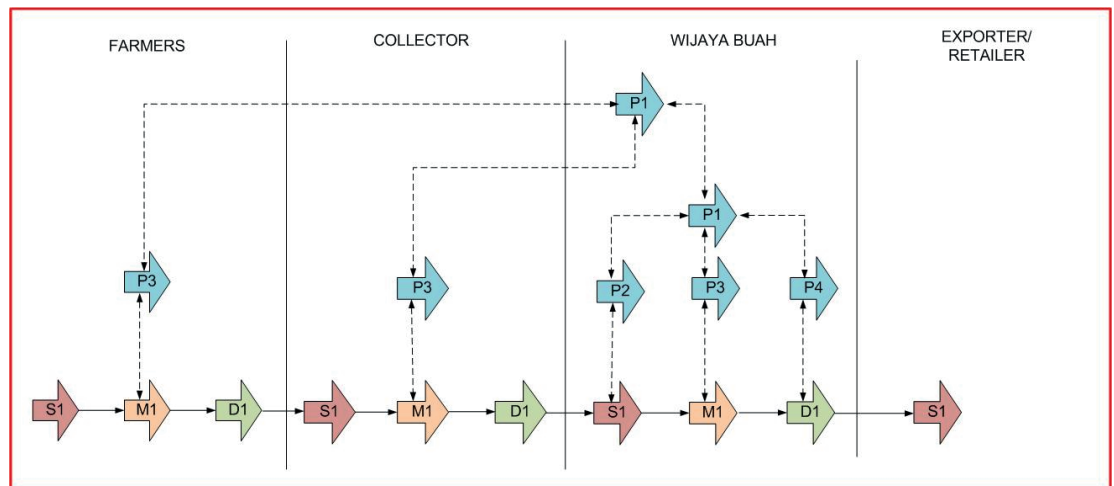 FARMERS
COLLECTOR
WIJAYA BUAH
EXPORTER/
RETAILER
P1
P1
P3
P3
P2
P3
P4
S1
M1
D1
S1
M1
D1
S1
M1
D1
S1